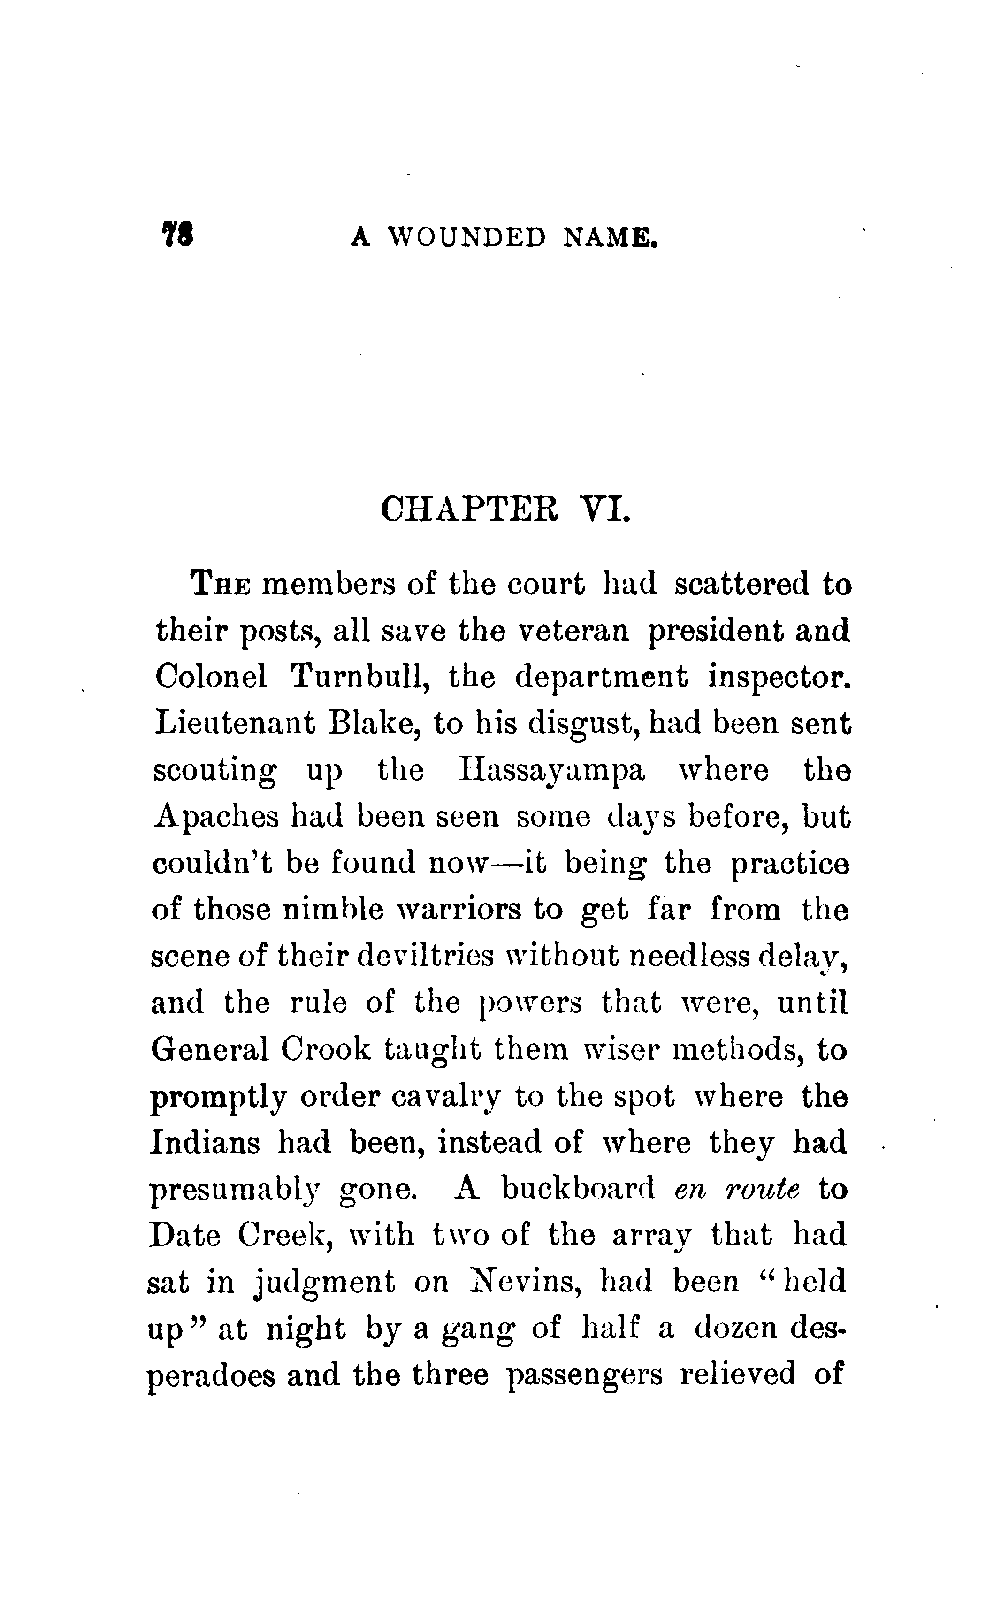 78 A WOUNDED NAME.
CHAPTER VI.
THE members of the court had scattered to
their posts, all save the veteran president and
Colonel Turnbull, the department inspector.
Lieutenant Blake, to his disgust, had been sent
scouting up the Hassayampa where the
Apaches had been seen some days before, but
couldn't be found now—it being the practice
of those nimble warriors to get far from the
scene of their deviltries without needless delay,
and the rule of the powers that were, until
General Crook taught them wiser methods, to
promptly order cavalry to the spot where the
Indians had been, instead of where they had
presumably gone. A buckboard en route to
Date Creek, with two of the array that had
sat in judgment on Nevins, had been “held
up” at night by a gang of half a dozen des-
peradoes and the three passengers relieved of